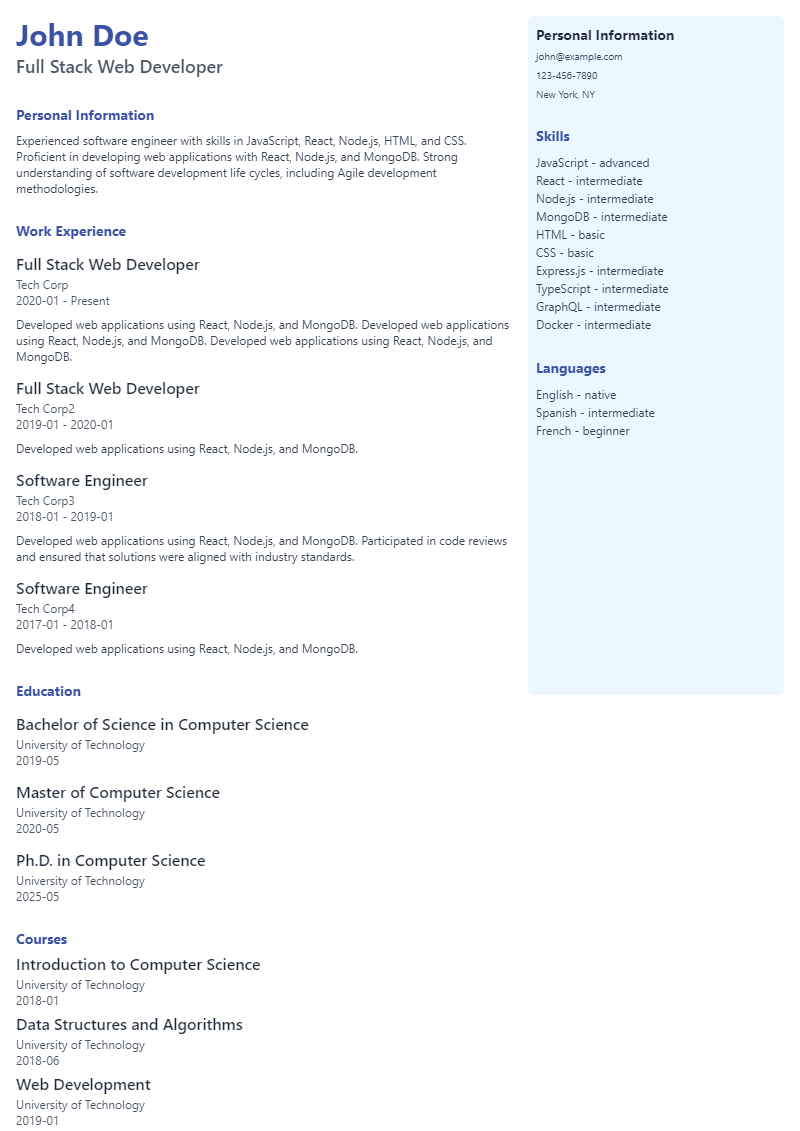 John Doe
Full Stack Web Developer
Personal Information
Experienced software engineer with skills in JavaScript, React, Node.js, HTML, and CSS.
Proficient in developing web applications with React, Node.js, and MongoDB. Strong
understanding of software development life cycles, including Agile development
methodologies.
Work Experience
Full Stack Web Developer
Tech Corp
2020-01 - Present
Developed web applications using React, Node.js, and MongoDB. Developed web applications
using React, Node.js, and MongoDB. Developed web applications using React, Node.js, and
MongoDB.
Full Stack Web Developer
Tech Corp2
2019-01 - 2020-01
Developed web applications using React, Node.js, and MongoDB.
Software Engineer
Tech Corp3
2018-01 - 2019-01
Developed web applications using React, Node.js, and MongoDB. Participated in code reviews
and ensured that solutions were aligned with industry standards.
Software Engineer
Tech Corp4
2017-01 - 2018-01
Developed web applications using React, Node.js, and MongoDB.
Education
Bachelor of Science in Computer Science
University of Technology
2019-05
Master of Computer Science
University of Technology
2020-05
Ph.D. in Computer Science
University of Technology
2025-05
Courses
Introduction to Computer Science
University of Technology
2018-01
Data Structures and Algorithms
University of Technology
2018-06
Web Development
University of Technology
2019-01
Personal Information
john@example.com
123-456-7890
New York, NY
Skills
JavaScript - advanced
React - intermediate
Node.js - intermediate
MongoDB - intermediate
HTML - basic
CSS - basic
Express.js - intermediate
TypeScript - intermediate
GraphQL - intermediate
Docker - intermediate
Languages
English - native
Spanish - intermediate
French - beginner